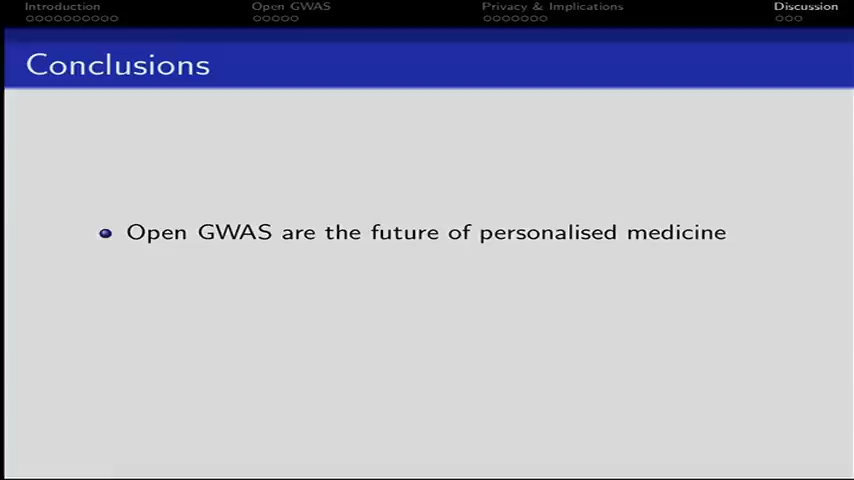 Introduction
Open GWAS
Privacy & Implications
Discussion
Conclusions
Open GWAS are the future of personalised medicine